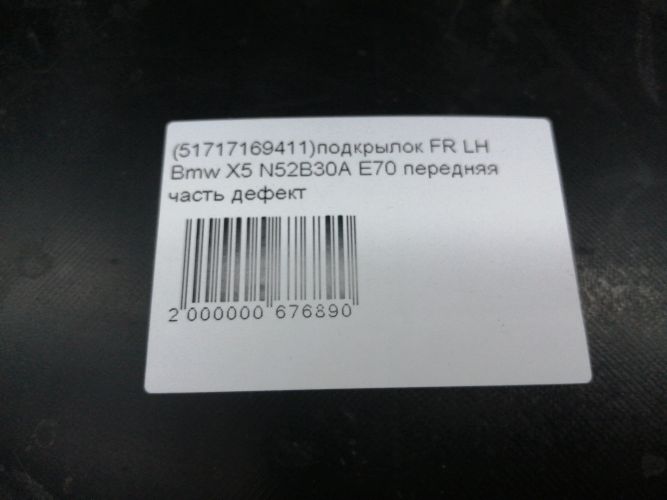 (51717169411)подкрылок FR LH
Bmw X5 N52B30A E70 передняя
часть дефект
2 000000 676890